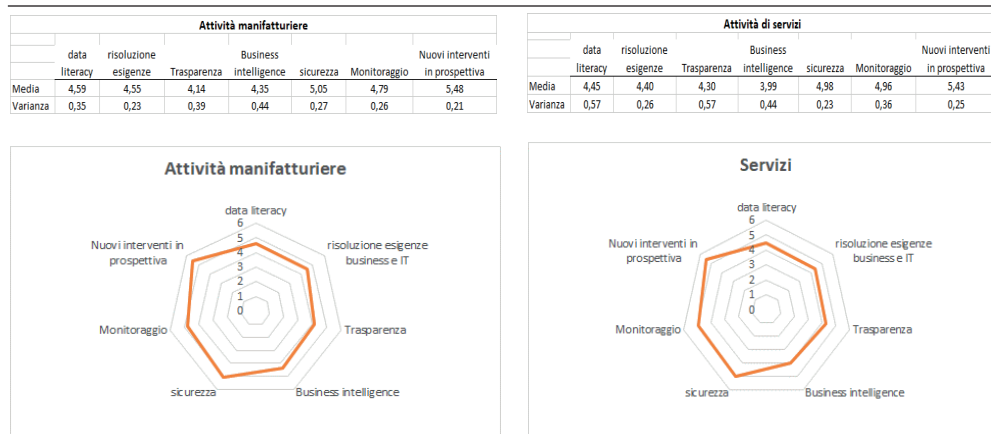 Attività manifatturiere
data risoluzione Business Nuovi interventi
literacy esigenze Trasparenza intelligence sicurezza Monitoraggio in prospettiva
Media 4,59 4,55 4,14 4,35 5,05 4,79 5,48
Varianza 0,35 0,23 0,39 0,44 0,27 0,26 0,21
Attività di servizi
data risoluzione Business Nuovi interventi
literacy esigenze Trasparenza intelligence sicurezza Monitoraggio in prospettiva
Media 4,45 4,40 4,30 3,99 4,98 4,96 5,43
Varianza 0,57 0,26 0,57 0,44 0,23 0,36 0,25
Attività manifatturiere
data literacy
6
5
4
3
2
1
0
risoluzione esigenze
business e IT
Trasparenza
Business intelligence
sicurezza
Monitoraggio
Nuovi interventi in
prospettiva
Servizi
data literacy
6
5
4
3
2
1
0
risoluzione esigenze
business e IT
Trasparenza
Business intelligence
sicurezza
Monitoraggio
Nuovi interventi in
prospettiva